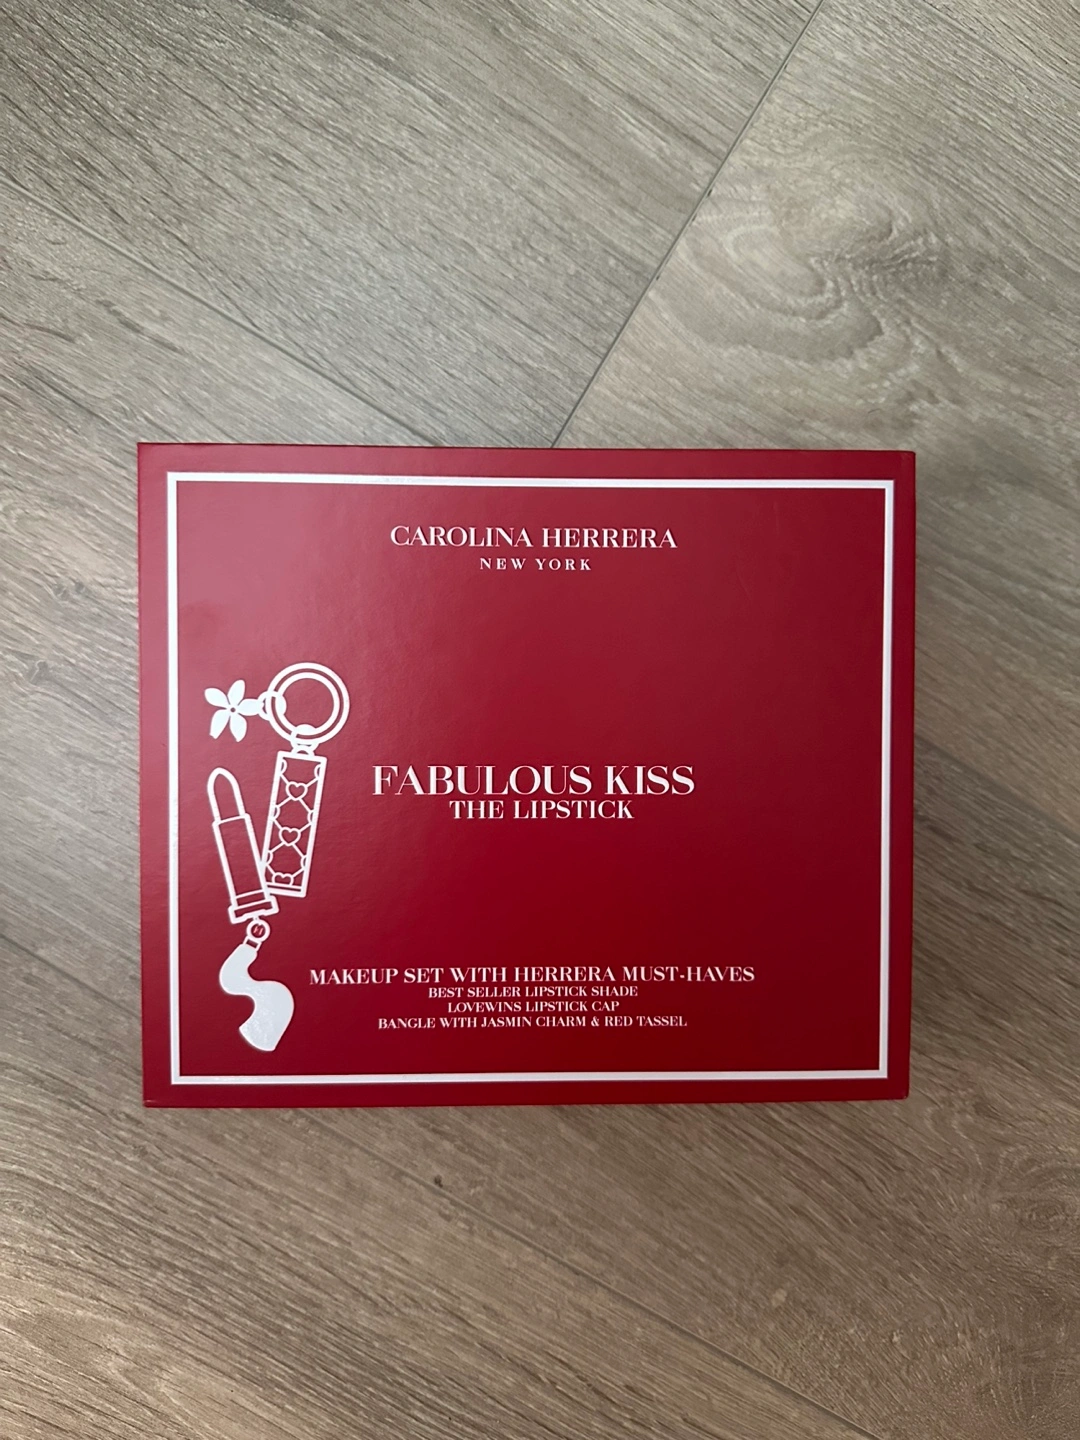 CAROLINA HERRERA
NEW YORK
FABULOUS KISS
THE LIPSTICK
MAKEUP SET WITH HERRERA MUST-HAVES
BEST SELLER LIPSTICK SHADE
LOVEWINS LIPSTICK CAP
BANGLE WITH JASMIN CHARM & RED TASSEL